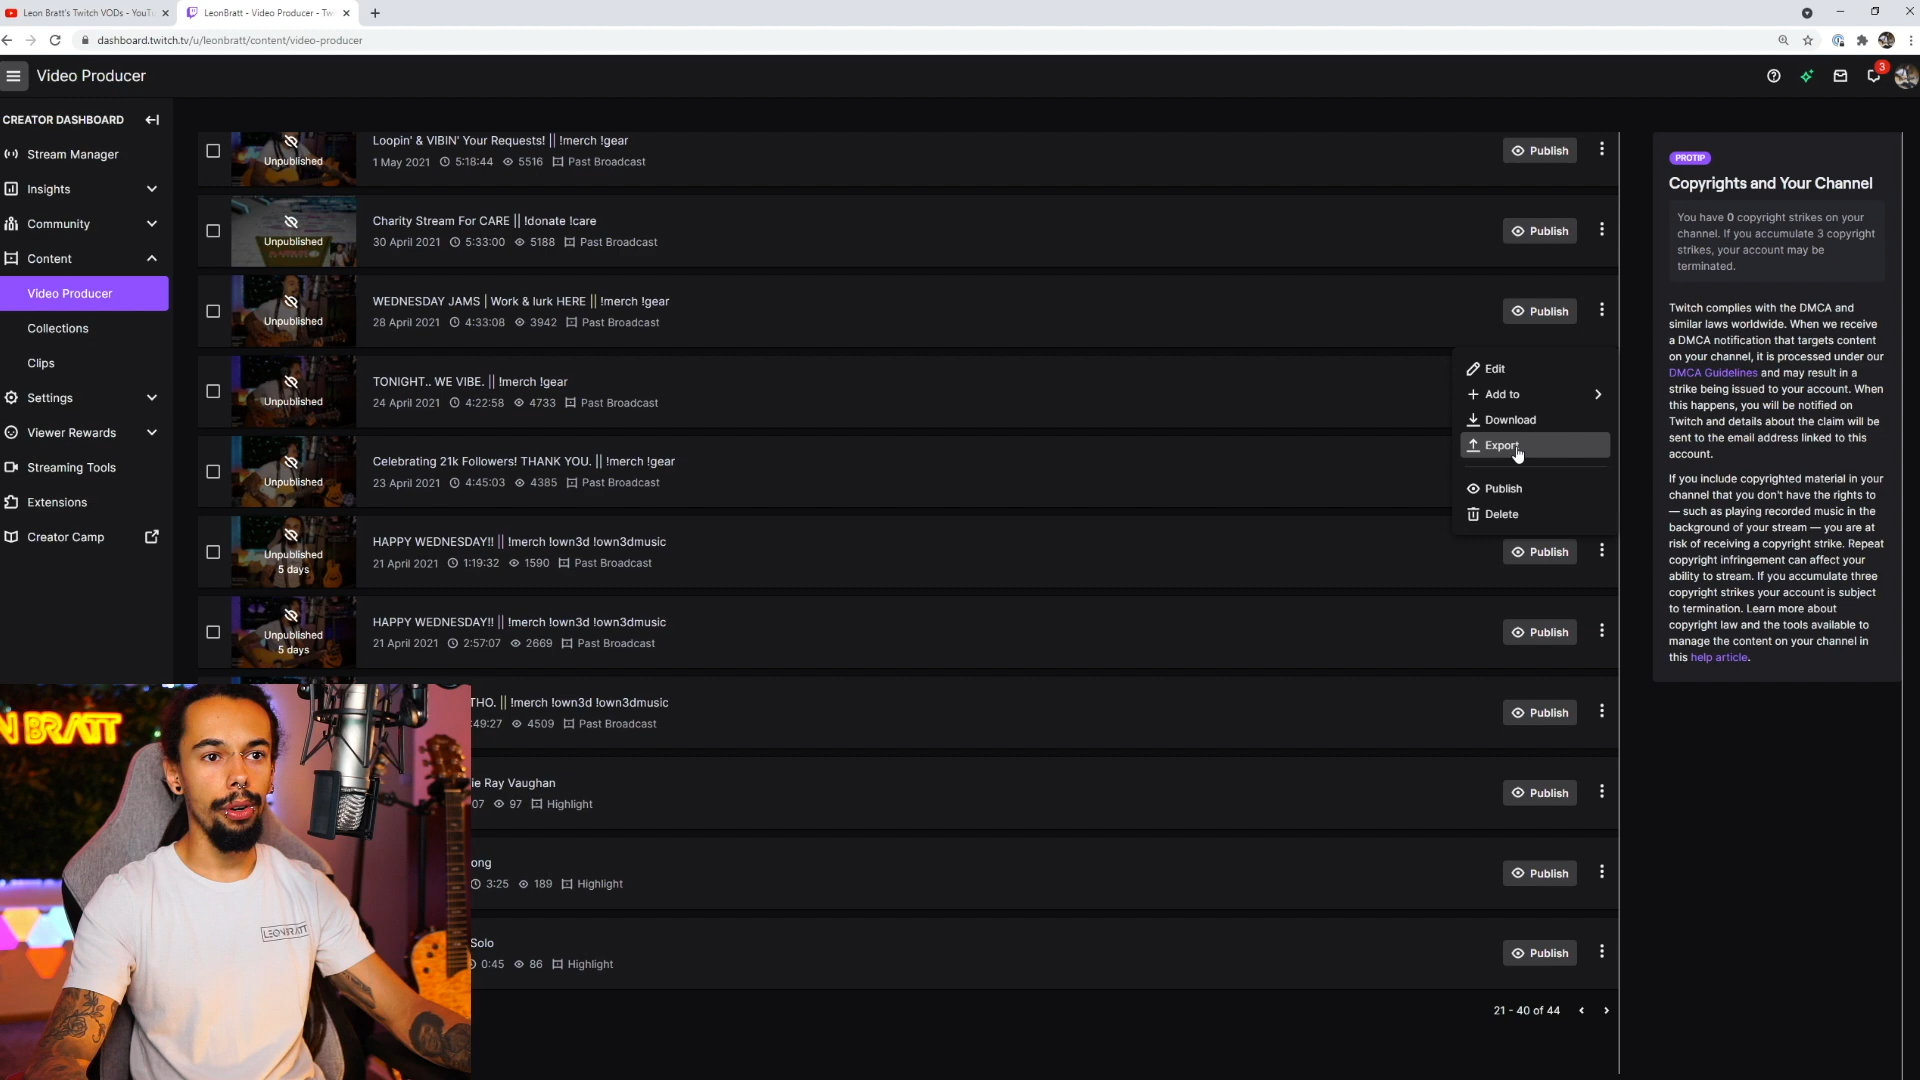 Leon Bratt's Twitch VODs - YouT
LeonBratt - Video Producer - Tw
dashboard.twitch.tv/u/leonbratt/content/video-producer
Video Producer
3
CREATOR DASHBOARD
Stream Manager
Insights
Community
Content
Video Producer
Collections
Clips
Settings
Viewer Rewards
Streaming Tools
Extensions
Creator Camp
Unpublished
Loopin' & VIBIN' Your Requests! || !merch !gear
1 May 2021 5:18:44 5516 Past Broadcast
Publish
Unpublished
Charity Stream For CARE || !donate !care
30 April 2021 5:33:00 5188 Past Broadcast
Publish
Unpublished
WEDNESDAY JAMS | Work & lurk HERE || !merch !gear
28 April 2021 4:33:08 3942 Past Broadcast
Publish
Unpublished
TONIGHT.. WE VIBE. || !merch !gear
24 April 2021 4:22:58 4733 Past Broadcast
Edit
Add to
Download
Export
Publish
Delete
Unpublished
Celebrating 21k Followers! THANK YOU. || !merch !gear
23 April 2021 4:45:03 4385 Past Broadcast
Unpublished
5 days
HAPPY WEDNESDAY!! || !merch !own3d !own3dmusic
21 April 2021 1:19:32 1590 Past Broadcast
Publish
Unpublished
5 days
HAPPY WEDNESDAY!! || !merch !own3d !own3dmusic
21 April 2021 2:57:07 2669 Past Broadcast
Publish
THO. || !merch !own3d !own3dmusic
:49:27 4509 Past Broadcast
Publish
ie Ray Vaughan
07 97 Highlight
Publish
ong
3:25 189 Highlight
Publish
Solo
0:45 86 Highlight
Publish
21 - 40 of 44
PROTIP
Copyrights and Your Channel
You have 0 copyright strikes on your
channel. If you accumulate 3 copyright
strikes, your account may be
terminated.
Twitch complies with the DMCA and
similar laws worldwide. When we receive
a DMCA notification that targets content
on your channel, it is processed under our
DMCA Guidelines and may result in a
strike being issued to your account. When
this happens, you will be notified on
Twitch and details about the claim will be
sent to the email address linked to this
account.
If you include copyrighted material in your
channel that you don't have the rights to
— such as playing recorded music in the
background of your stream — you are at
risk of receiving a copyright strike. Repeat
copyright infringement can affect your
ability to stream. If you accumulate three
copyright strikes your account is subject
to termination. Learn more about
copyright law and the tools available to
manage the content on your channel in
this help article.
N BRATT
LEONBRATT